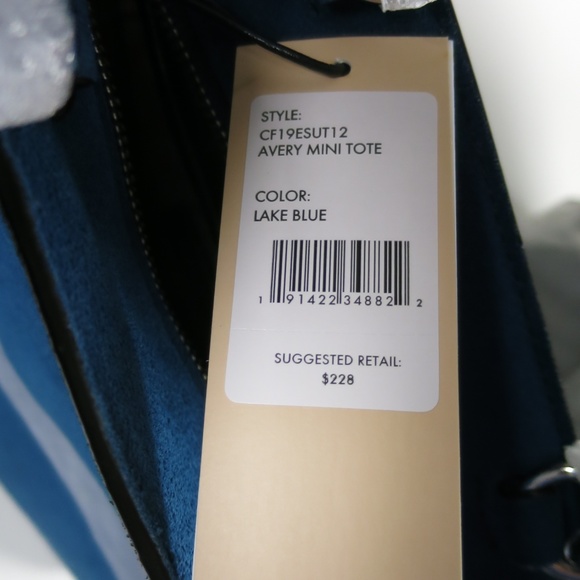 STYLE:
CF19ESUT12
AVERY MINI TOTE
COLOR:
LAKE BLUE
1 91422 34882 2
SUGGESTED RETAIL:
$228